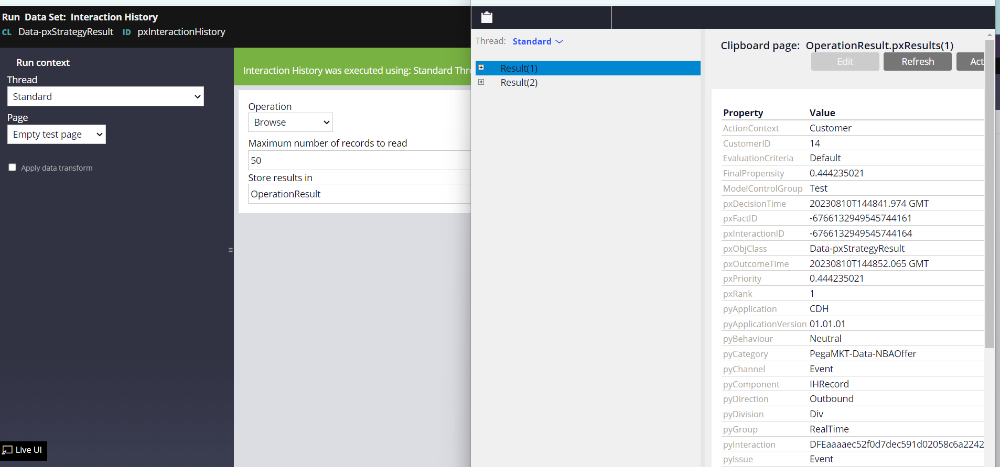 Run Data Set: Interaction History
CL Data-pxStrategyResult ID pxInteractionHistory
Run context
Thread
Standard
Page
Empty test page
Apply data transform
Live UI
Interaction History was executed using: Standard Thr
Operation
Browse
Maximum number of records to read
50
Store results in
OperationResult
Thread: Standard
Result(1)
Result(2)
Clipboard page: OperationResult.pxResults(1)
Edit Refresh Act
Property Value
ActionContext Customer
CustomerID 14
EvaluationCriteria Default
FinalPropensity 0.444235021
ModelControlGroup Test
pxDecisionTime 20230810T144841.974 GMT
pxFactID -6766132949545744161
pxInteractionID -6766132949545744164
pxObjClass Data-pxStrategyResult
pxOutcomeTime 20230810T144852.065 GMT
pxPriority 0.444235021
pxRank 1
pyApplication CDH
pyApplicationVersion 01.01.01
pyBehaviour Neutral
pyCategory PegaMKT-Data-NBAOffer
pyChannel Event
pyComponent IHRecord
pyDirection Outbound
pyDivision Div
pyGroup RealTime
pyInteraction DFEaaaaec52f0d7dec591d02058c6a2242
pyIssue Event